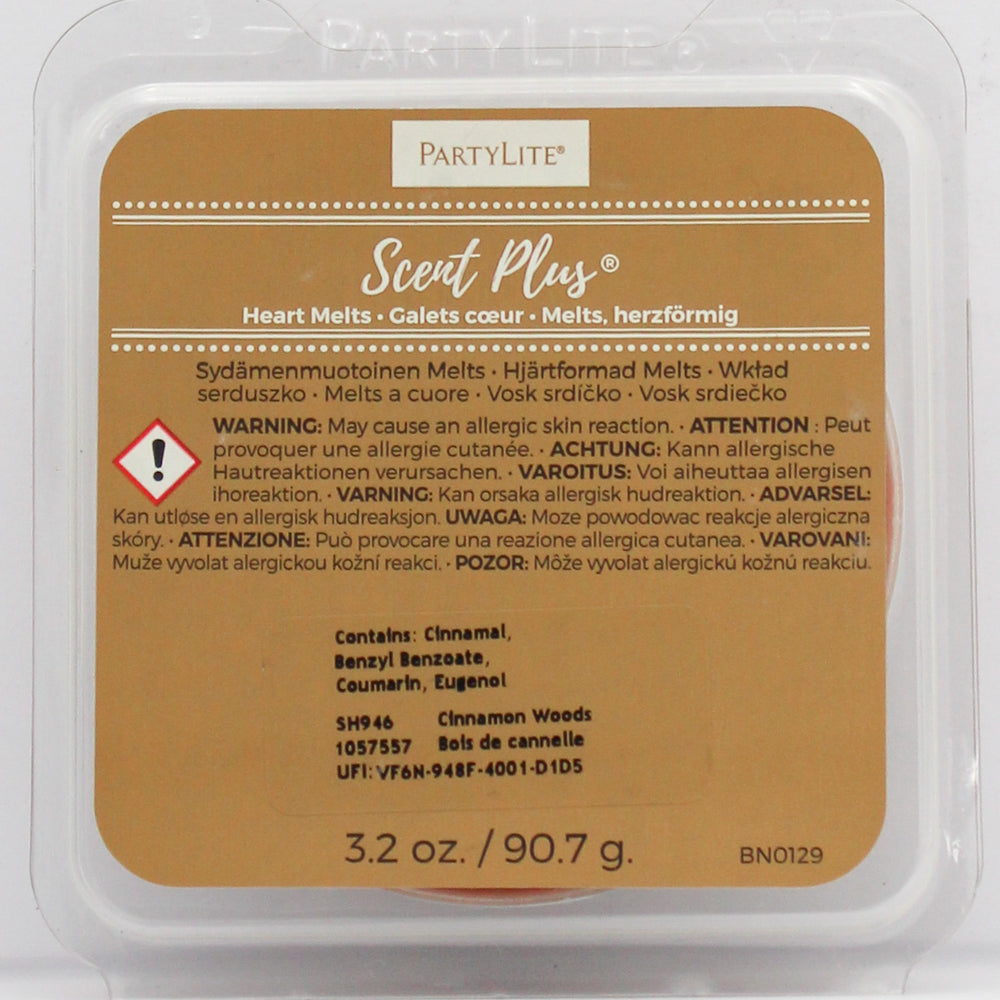 PARTYLITE®
PARTYLITE®
Scent Plus®
Heart Melts · Galets cœur · Melts, herzförmig
Sydämenmuotoinen Melts · Hjärtformad Melts · Wkład
serduszko · Melts a cuore · Vosk srdíčko · Vosk srdiečko
WARNING: May cause an allergic skin reaction. · ATTENTION : Peut
provoquer une allergie cutanée. · ACHTUNG: Kann allergische
Hautreaktionen verursachen. · VAROITUS: Voi aiheuttaa allergisen
ihoreaktion. · VARNING: Kan orsaka allergisk hudreaktion. · ADVARSEL:
Kan utløse en allergisk hudreaksjon. UWAGA: Moze powodowac reakcje alergiczna
skóry. · ATTENZIONE: Può provocare una reazione allergica cutanea. · VAROVANI:
Muže vyvolat alergickou kožní reakci. · POZOR: Môže vyvolat alergickú kožnú reakciu.
Contains: Cinnamal,
Benzyl Benzoate,
Coumarin, Eugenol
SH946 Cinnamon Woods
1057557 Bois de cannelle
UFI: VF6N-948F-4001-D1D5
3.2 oz. / 90.7 g.
BN0129